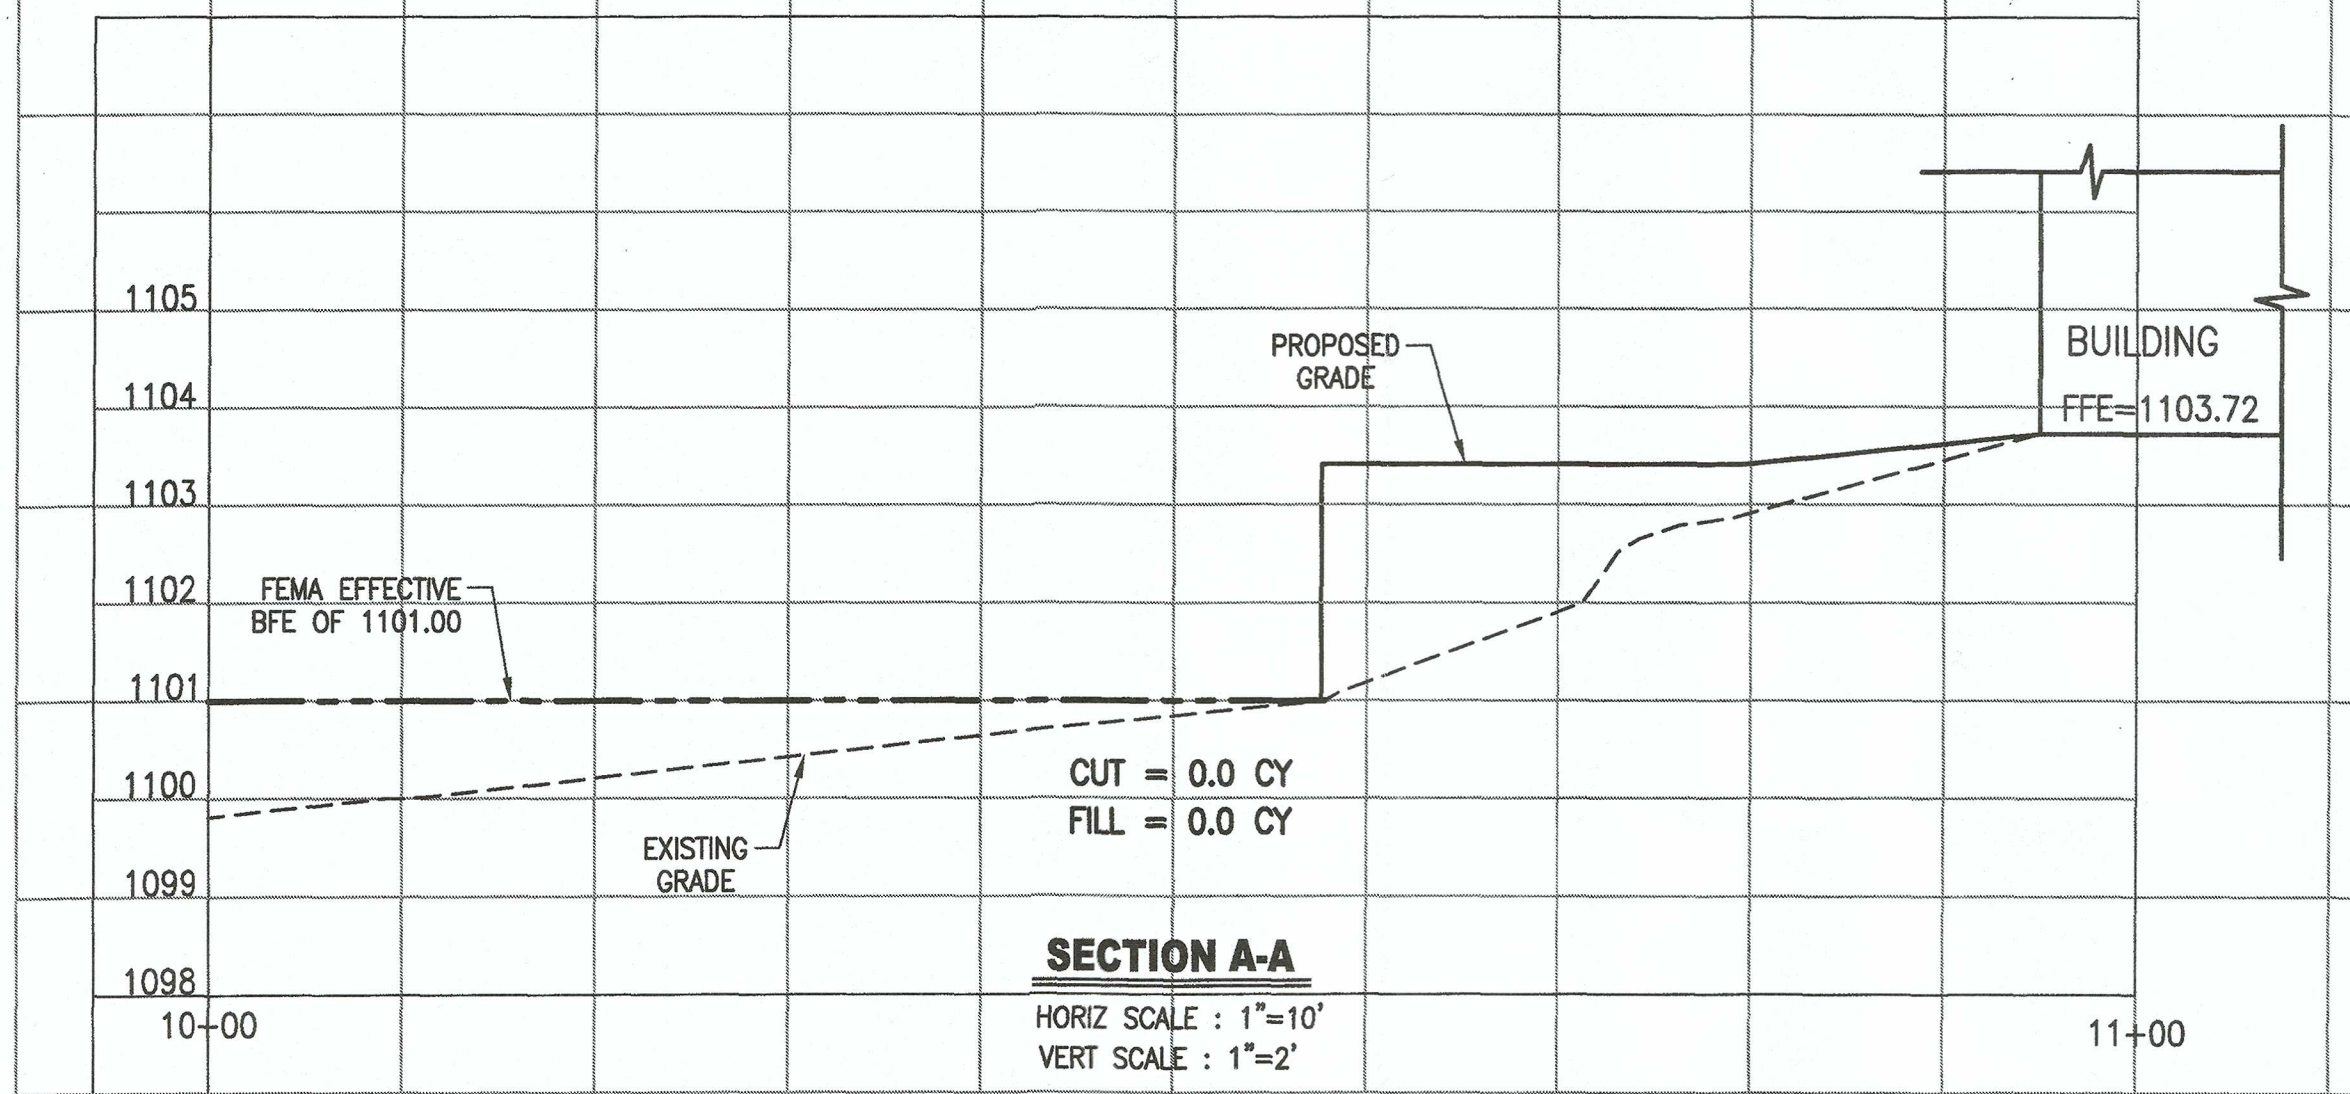 1105
PROPOSED
GRADE
BUILDING
1104
FFE=1103.72
1103
FEMA EFFECTIVE
BFE OF 1101.00
1102
1101
CUT = 0.0 CY
FILL = 0.0 CY
1100
EXISTING
GRADE
1099
SECTION A-A
1098
HORIZ SCALE : 1"=10'
VERT SCALE : 1"=2'
10+00
11+00